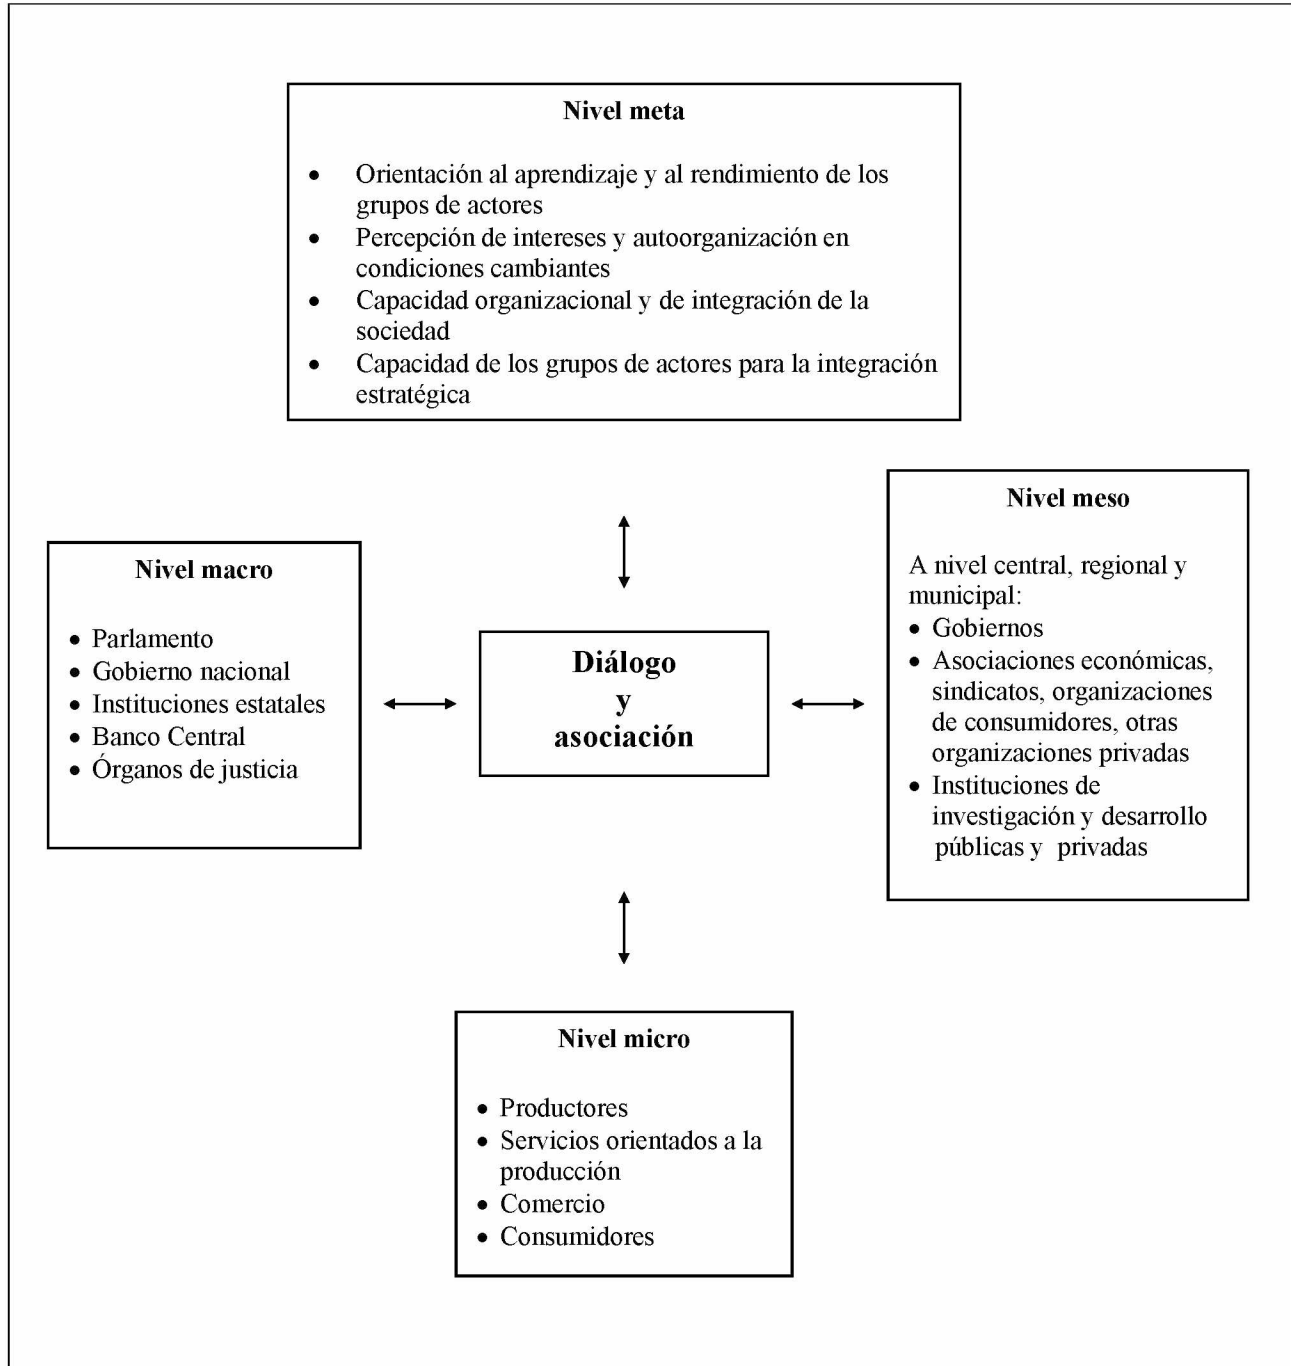 Nivel meta
• Orientación al aprendizaje y al rendimiento de los
grupos de actores
• Percepción de intereses y autoorganización en
condiciones cambiantes
• Capacidad organizacional y de integración de la
sociedad
• Capacidad de los grupos de actores para la integración
estratégica
Nivel macro
• Parlamento
• Gobierno nacional
• Instituciones estatales
• Banco Central
• Órganos de justicia
Diálogo
y
asociación
Nivel meso
A nivel central, regional y
municipal:
• Gobiernos
• Asociaciones económicas,
sindicatos, organizaciones
de consumidores, otras
organizaciones privadas
• Instituciones de
investigación y desarrollo
públicas y privadas
Nivel micro
• Productores
• Servicios orientados a la
producción
• Comercio
• Consumidores